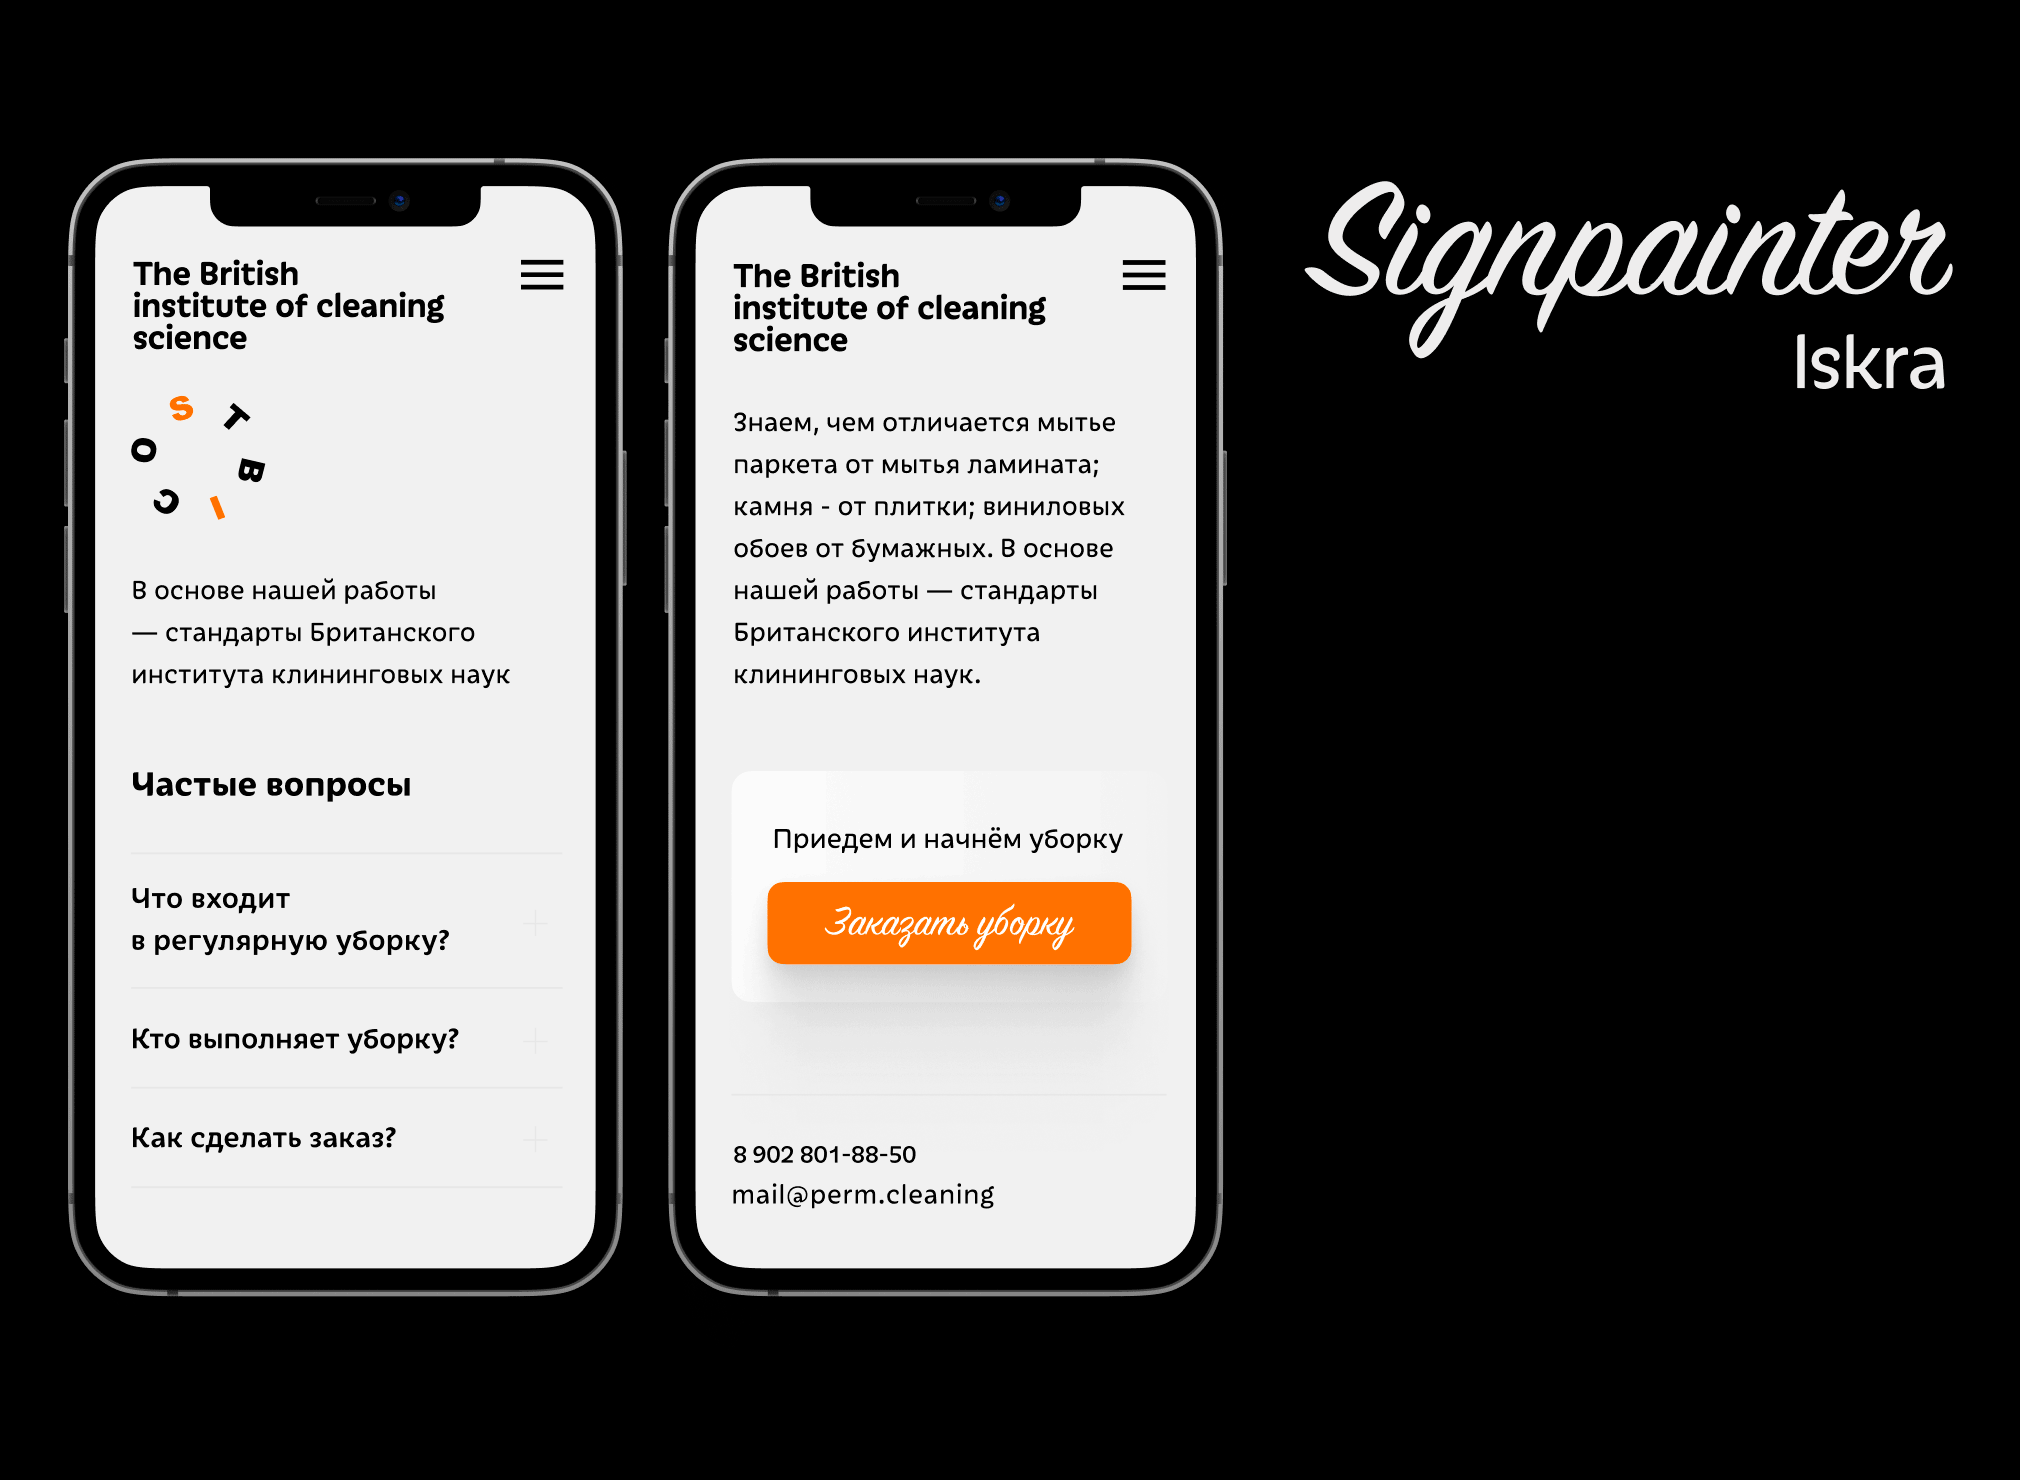 The British
institute of cleaning
science
S T B I C O
В основе нашей работы
— стандарты Британского
института клининговых наук
Частые вопросы
Что входит
в регулярную уборку?
Кто выполняет уборку?
Как сделать заказ?
The British
institute of cleaning
science
Знаем, чем отличается мытье
паркета от мытья ламината;
камня - от плитки; виниловых
обоев от бумажных. В основе
нашей работы — стандарты
Британского института
клининговых наук.
Приедем и начнём уборку
Заказать уборку
8 902 801-88-50
mail@perm.cleaning
Signpainter
Iskra